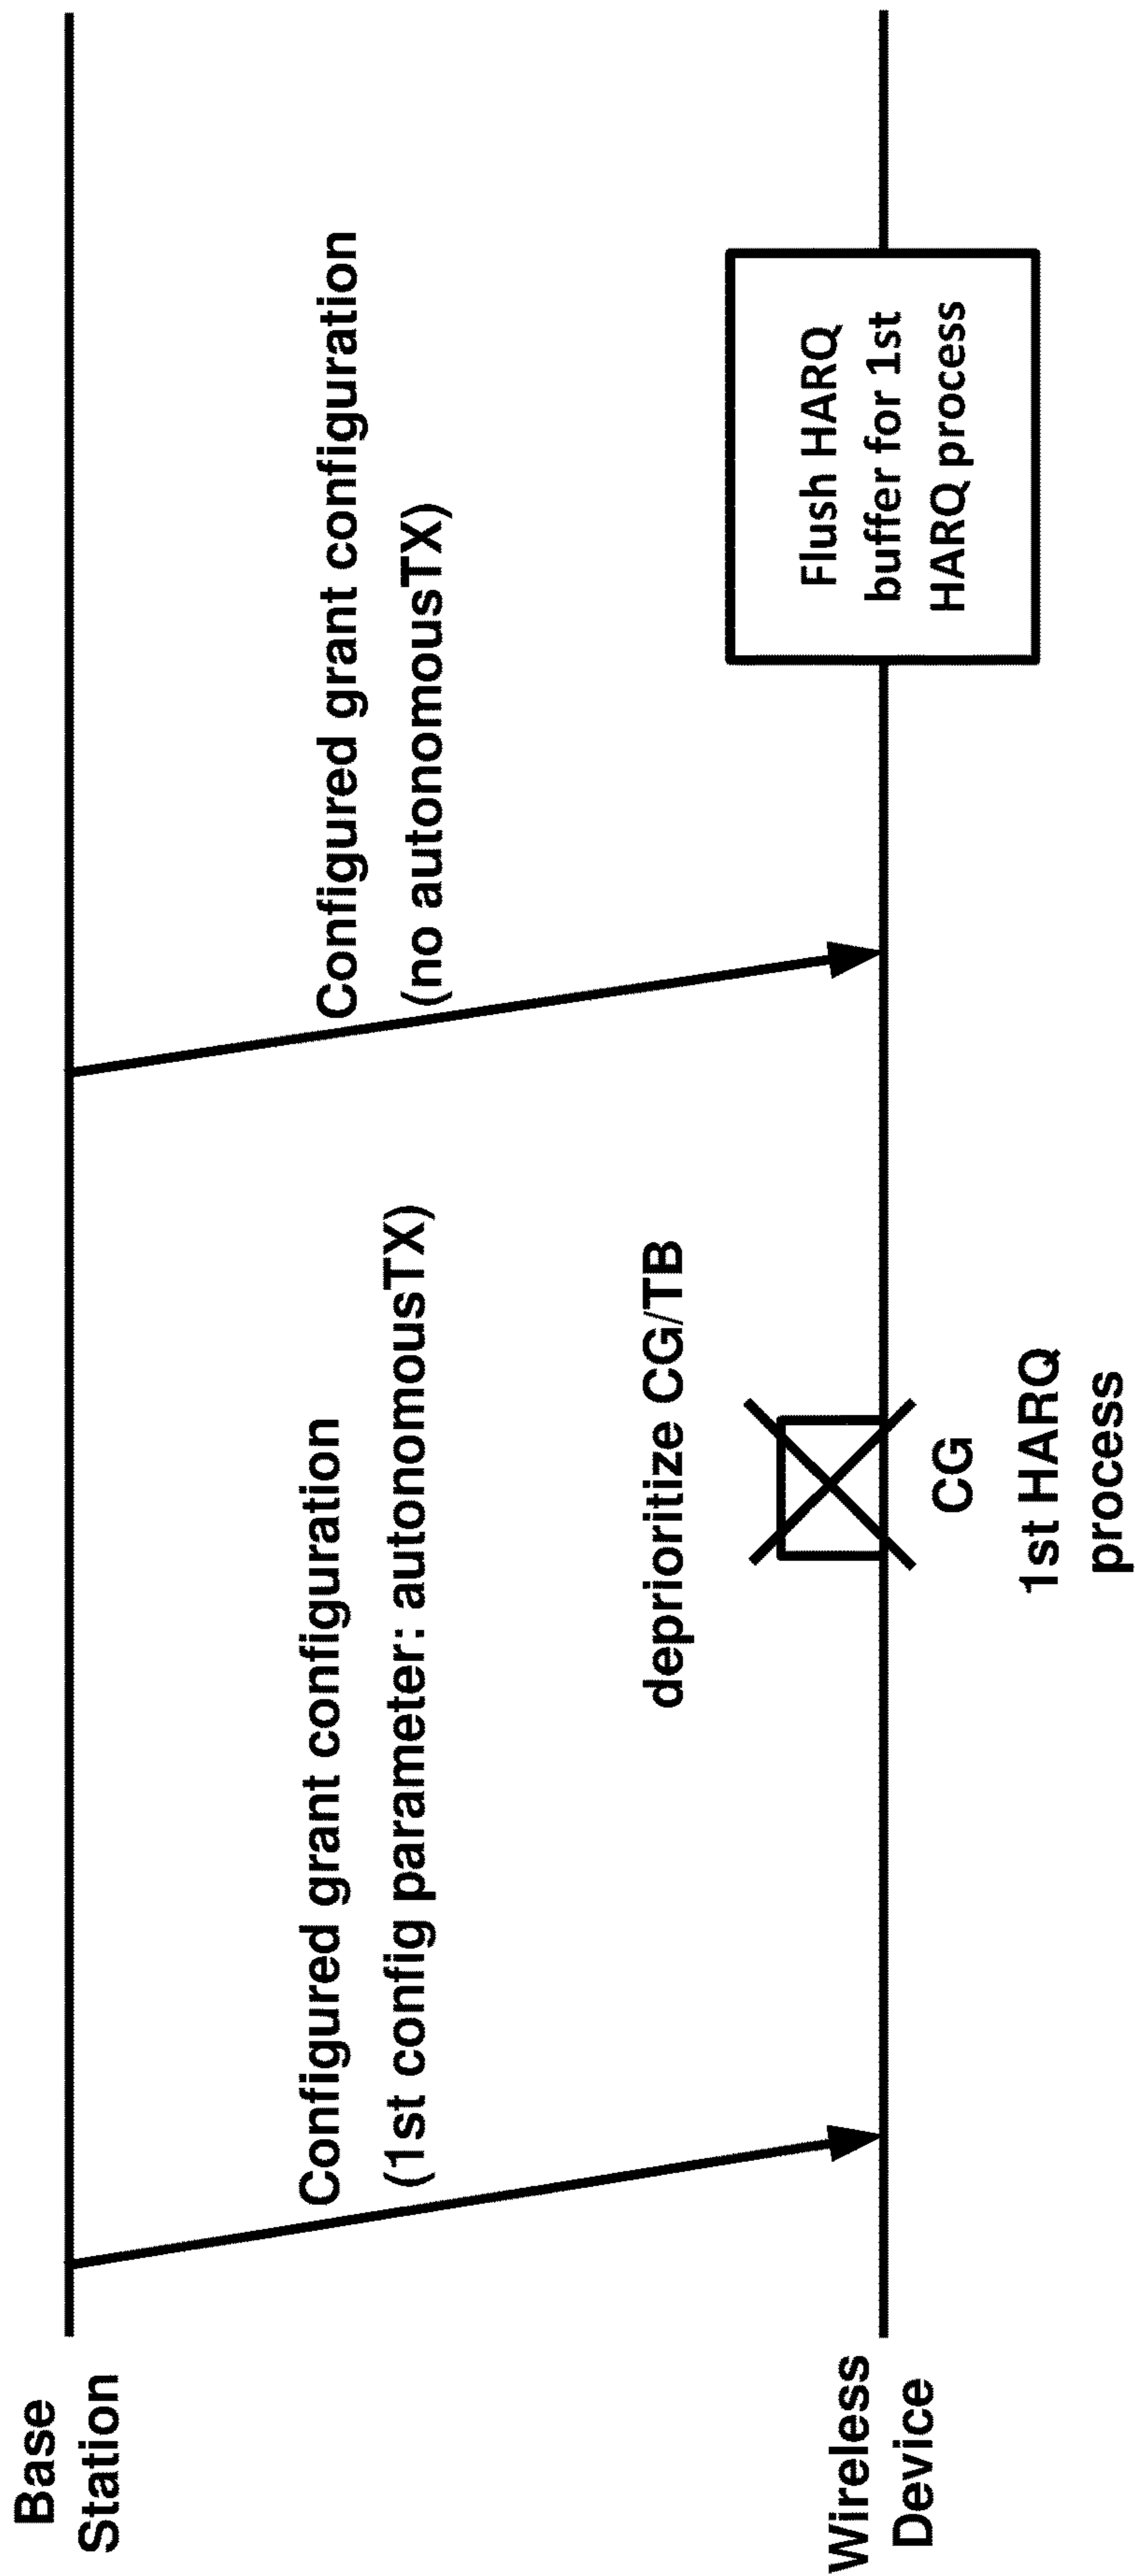 Base
Station
Configured grant configuration
(1st config parameter: autonomousTX)
Configured grant configuration
(no autonomousTX)
deprioritize CG/TB
Wireless
Device
CG
1st HARQ
process
Flush HARQ
buffer for 1st
HARQ process